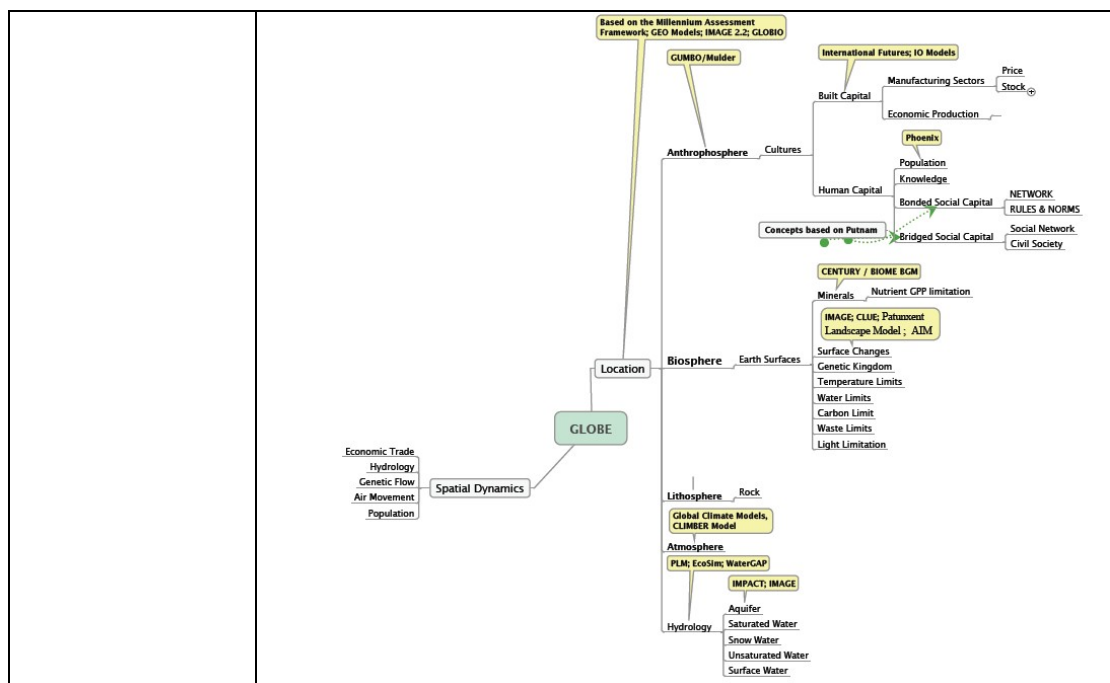 Based on the Millennium Assessment
Framework; GEO Models; IMAGE 2.2; GLOBIO
GUMBO/Mulder
International Futures; IO Models
Manufacturing Sectors
Price
Stock
Built Capital
Economic Production
Anthrophosphere
Cultures
Phoenix
Population
Knowledge
Human Capital
Bonded Social Capital
NETWORK
RULES & NORMS
Concepts based on Putnam
Bridged Social Capital
Social Network
Civil Society
CENTURY / BIOME BGM
Minerals
Nutrient GPP limitation
IMAGE; CLUE; Patunxent
Landscape Model ; AIM
Surface Changes
Location
Biosphere
Earth Surfaces
Genetic Kingdom
Temperature Limits
Water Limits
Carbon Limit
Waste Limits
Light Limitation
GLOBE
Economic Trade
Hydrology
Genetic Flow
Air Movement
Population
Spatial Dynamics
Lithosphere
Rock
Global Climate Models,
CLIMBER Model
Atmosphere
PLM; EcoSim; WaterGAP
IMPACT; IMAGE
Aquifer
Saturated Water
Hydrology
Snow Water
Unsaturated Water
Surface Water